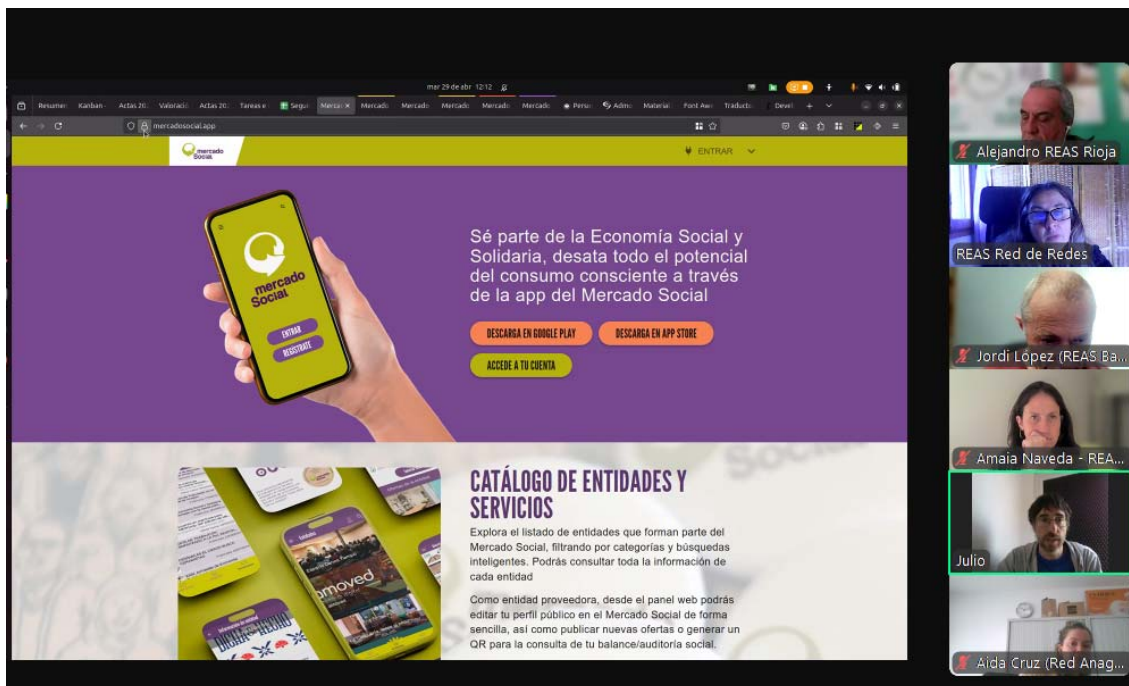 mar 29 de abr 12:12
Resumen
Kanban
Actas 20
Valoració
Actas 20
Tareas e
Segui
Mercad
Mercado
Mercado
Mercado
Mercado
Mercado
Perso
Admi
Material
Font Awe
Traducto
Devel
mercadosocial.app
mercado
Social
ENTRAR
mercado
Social
ENTRAR
REGÍSTRATE
Sé parte de la Economía Social y
Solidaria, desata todo el potencial
del consumo consciente a través
de la app del Mercado Social
DESCARGA EN GOOGLE PLAY
DESCARGA EN APP STORE
ACCEDE A TU CUENTA
CATÁLOGO DE ENTIDADES Y
SERVICIOS
Explora el listado de entidades que forman parte del
Mercado Social, filtrando por categorías y búsquedas
inteligentes. Podrás consultar toda la información de
cada entidad
Como entidad proveedora, desde el panel web podrás
editar tu perfil público en el Mercado Social de forma
sencilla, así como publicar nuevas ofertas o generar un
QR para la consulta de tu balance/auditoría social.
Alejandro REAS Rioja
REAS Red de Redes
Jordi López (REAS Ba...
Amaia Naveda - REA...
Julio
Aida Cruz (Red Anag...